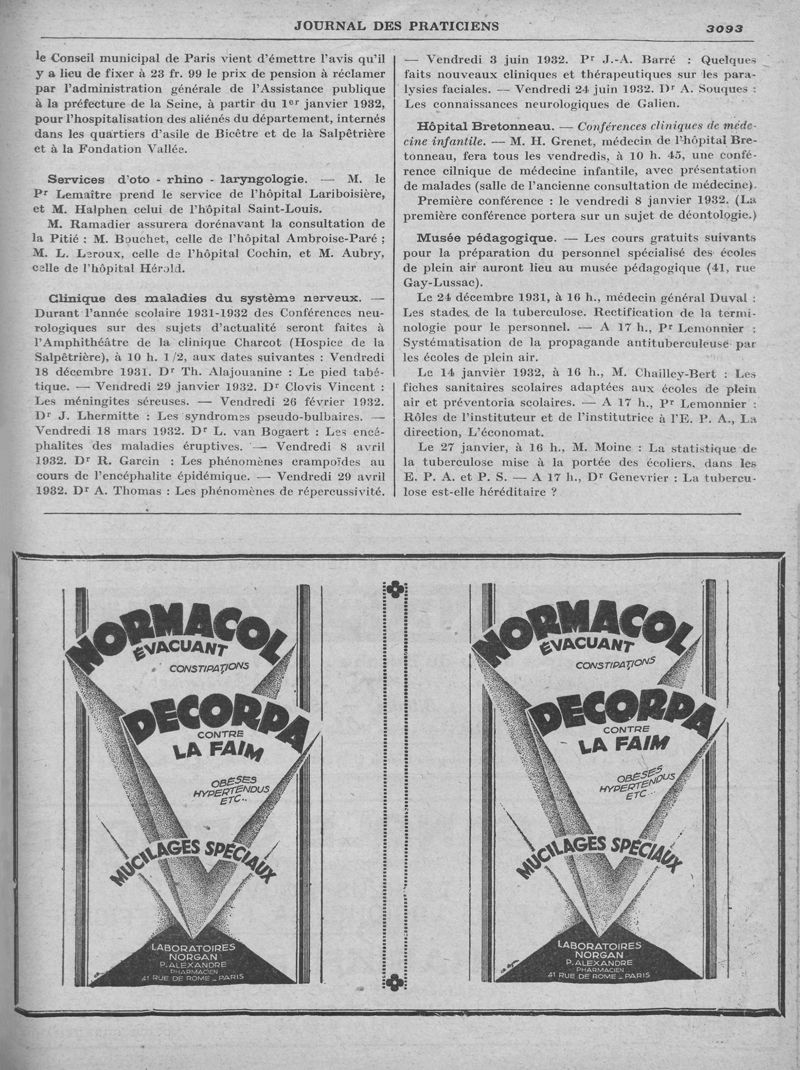 JOURNAL DES PRATICIENS
3093
le Conseil municipal de Paris vient d'émettre l'avis qu'il
y a lieu de fixer à 23 fr. 99 le prix de pension à réclamer
par l'administration générale de l'Assistance publique
à la préfecture de la Seine, à partir du 1er janvier 1932,
pour l'hospitalisation des aliénés du département, internés
dans les quartiers d'asile de Bicêtre et de la Salpêtrière
et à la Fondation Vallée.
Services d'oto - rhino - laryngologie. — M. le
Pr Lemaître prend le service de l'hôpital Lariboisière,
et M. Halphen celui de l'hôpital Saint-Louis.
M. Ramadier assurera dorénavant la consultation de
la Pitié : M. Bouchet, celle de l'hôpital Ambroise-Paré ;
M. L. Leroux, celle de l'hôpital Cochin, et M. Aubry,
celle de l'hôpital Hérold.
Clinique des maladies du système nerveux. —
Durant l'année scolaire 1931-1932 des Conférences neu-
rologiques sur des sujets d'actualité seront faites à
l'Amphithéâtre de la clinique Charcot (Hospice de la
Salpêtrière), à 10 h. 1/2, aux dates suivantes : Vendredi
18 décembre 1931. Dr Th. Alajouanine : Le pied tabé-
tique. — Vendredi 29 janvier 1932. Dr Clovis Vincent :
Les méningites séreuses. — Vendredi 26 février 1932.
Dr J. Lhermitte : Les syndromes pseudo-bulbaires. —
Vendredi 18 mars 1932. Dr L. van Bogaert : Les encé-
phalites des maladies éruptives. — Vendredi 8 avril
1932. Dr R. Garcin : Les phénomènes crampoïdes au
cours de l'encéphalite épidémique. — Vendredi 29 avril
1932. Dr A. Thomas : Les phénomènes de répercussivité.
— Vendredi 3 juin 1932. Pr J.-A. Barré : Quelques
faits nouveaux cliniques et thérapeutiques sur les para-
lysies faciales. — Vendredi 24 juin 1932. Dr A. Souques :
Les connaissances neurologiques de Galien.
Hôpital Bretonneau. — Conférences cliniques de méde-
cine infantile. — M. H. Grenet, médecin de l'hôpital Bre-
tonneau, fera tous les vendredis, à 10 h. 45, une confé-
rence cilnique de médecine infantile, avec présentation
de malades (salle de l'ancienne consultation de médecine).
Première conférence : le vendredi 8 janvier 1932. (La
première conférence portera sur un sujet de déontologie.)
Musée pédagogique. — Les cours gratuits suivants
pour la préparation du personnel spécialisé des écoles
de plein air auront lieu au musée pédagogique (41, rue
Gay-Lussac).
Le 24 décembre 1931, à 16 h., médecin général Duval :
Les stades de la tuberculose. Rectification de la termi-
nologie pour le personnel. — A 17 h., Pr Lemonnier :
Systématisation de la propagande antituberculeuse par
les écoles de plein air.
Le 14 janvier 1932, à 16 h., M. Chailley-Bert : Les
fiches sanitaires scolaires adaptées aux écoles de plein
air et préventoria scolaires. — A 17 h., Pr Lemonnier :
Rôles de l'instituteur et de l'institutrice à l'E. P. A., La
direction, L'économat.
Le 27 janvier, à 16 h., M. Moine : La statistique de
la tuberculose mise à la portée des écoliers, dans les
E. P. A. et P. S. — A 17 h., Dr Genevrier : La tubercu-
lose est-elle héréditaire ?
NORMACOL
ÉVACUANT
CONSTIPATIONS
DECORPA
CONTRE
LA FAIM
OBÈSES
HYPERTENDUS
ETC..
MUCILAGES SPÉCIAUX
LABORATOIRES
NORGAN
P. ALEXANDRE
PHARMACIEN
41 RUE DE ROME _ PARIS
NORMACOL
ÉVACUANT
CONSTIPATIONS
DECORPA
CONTRE
LA FAIM
OBÈSES
HYPERTENDUS
ETC..
MUCILAGES SPÉCIAUX
LABORATOIRES
NORGAN
P. ALEXANDRE
PHARMACIEN
41 RUE DE ROME _ PARIS